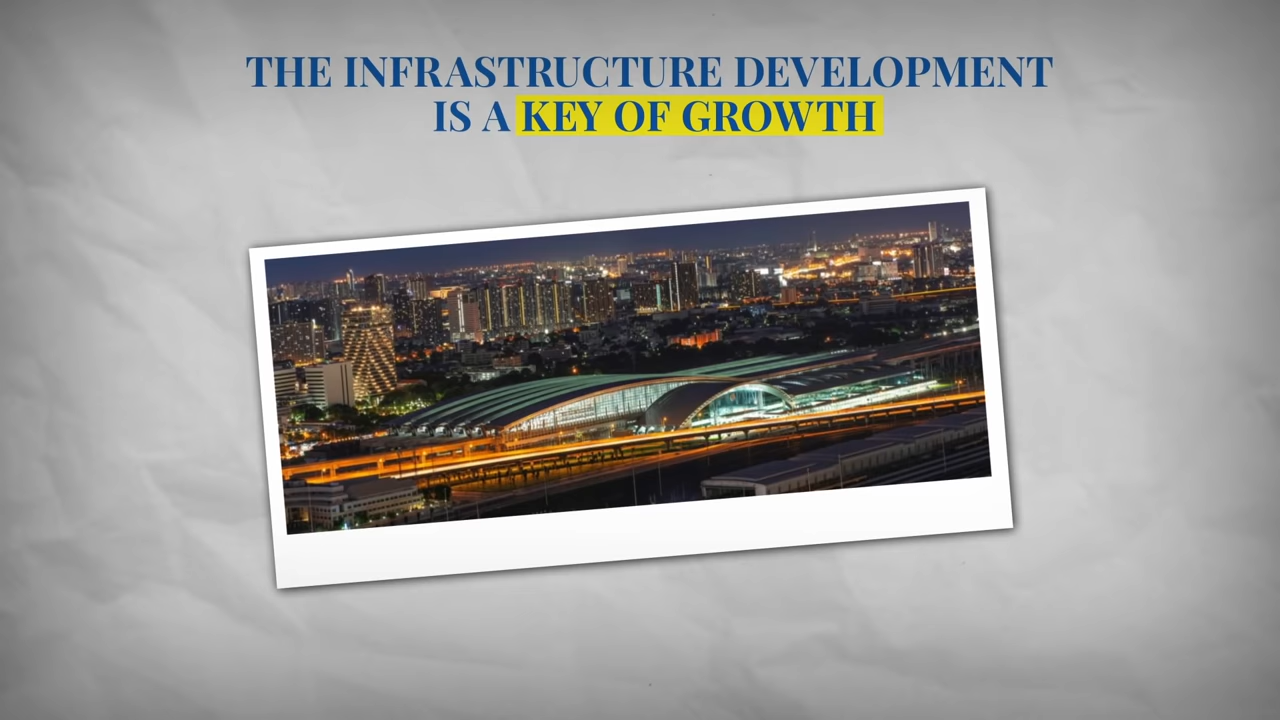 THE INFRASTRUCTURE DEVELOPMENT
IS A KEY OF GROWTH